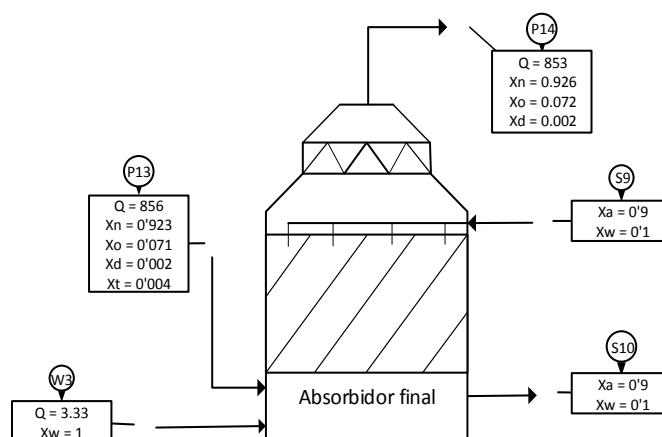 P14
Q = 853
Xn = 0.926
Xo = 0.072
Xd = 0.002
P13
Q = 856
Xn = 0'923
Xo = 0'071
Xd = 0'002
Xt = 0'004
S9
Xa = 0'9
Xw = 0'1
S10
Xa = 0'9
Xw = 0'1
Absorbidor final
W3
Q = 3.33
Xw = 1